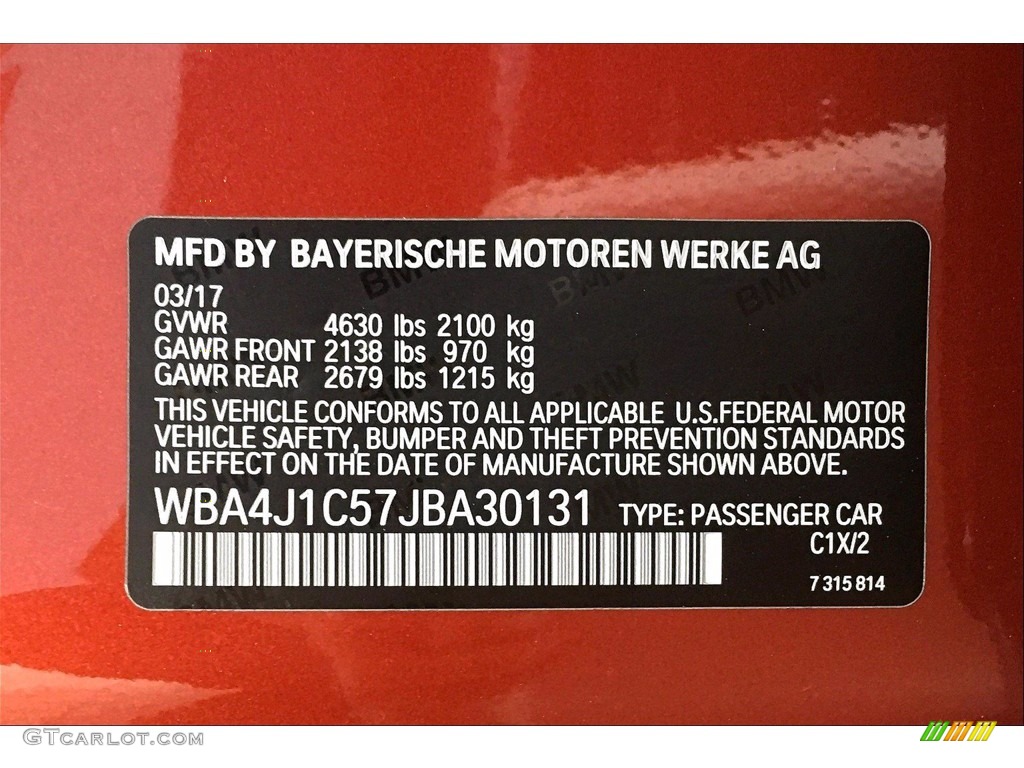 MFD BY BAYERISCHE MOTOREN WERKE AG
03/17
GVWR 4630 lbs 2100 kg
GAWR FRONT 2138 lbs 970 kg
GAWR REAR 2679 lbs 1215 kg
THIS VEHICLE CONFORMS TO ALL APPLICABLE U.S.FEDERAL MOTOR
VEHICLE SAFETY, BUMPER AND THEFT PREVENTION STANDARDS
IN EFFECT ON THE DATE OF MANUFACTURE SHOWN ABOVE.
WBA4J1C57JBA30131 TYPE: PASSENGER CAR
C1X/2
7 315 814
GTcarlot.com